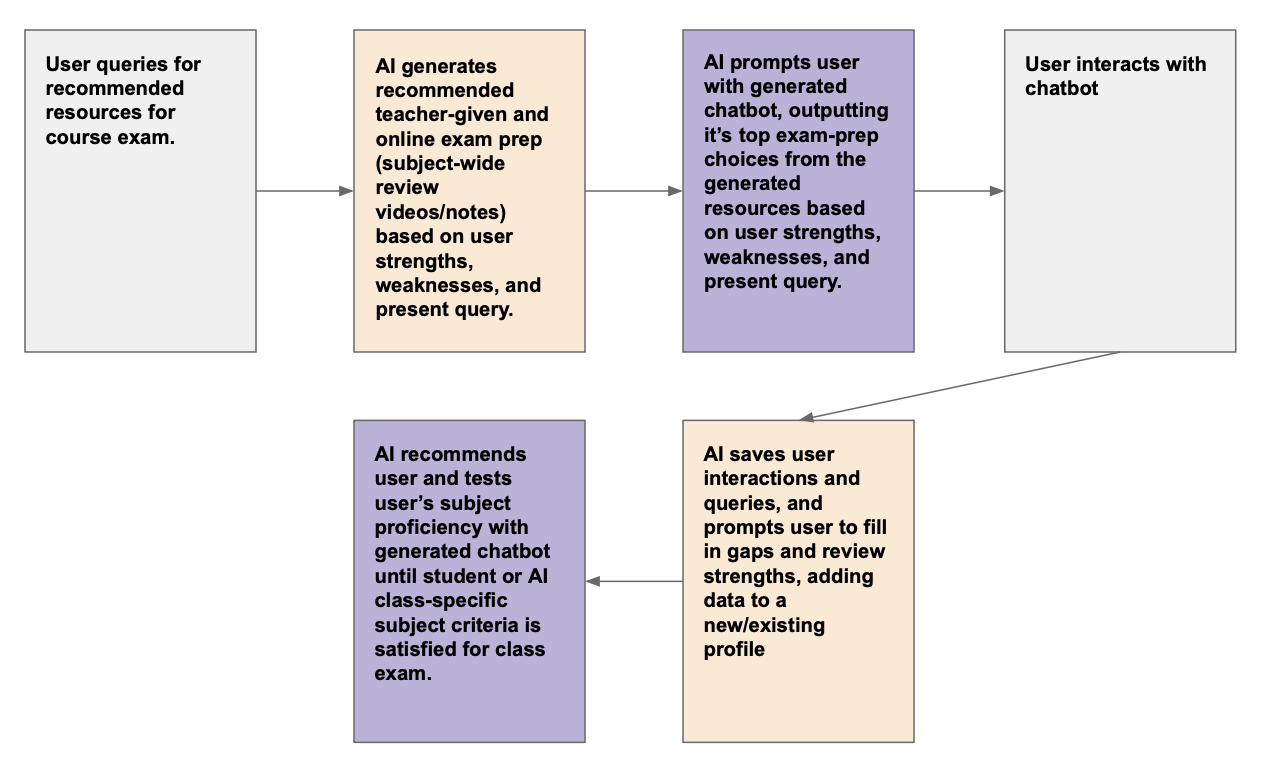 User queries for
recommended
resources for
course exam.
AI generates
recommended
teacher-given and
online exam prep
(subject-wide
review
videos/notes)
based on user
strengths,
weaknesses, and
present query.
AI prompts user
with generated
chatbot, outputting
it's top exam-prep
choices from the
generated
resources based
on user strengths,
weaknesses, and
present query.
User interacts with
chatbot
AI saves user
interactions and
queries, and
prompts user to fill
in gaps and review
strengths, adding
data to a
new/existing
profile
AI recommends
user and tests
user's subject
proficiency with
generated chatbot
until student or AI
class-specific
subject criteria is
satisfied for class
exam.